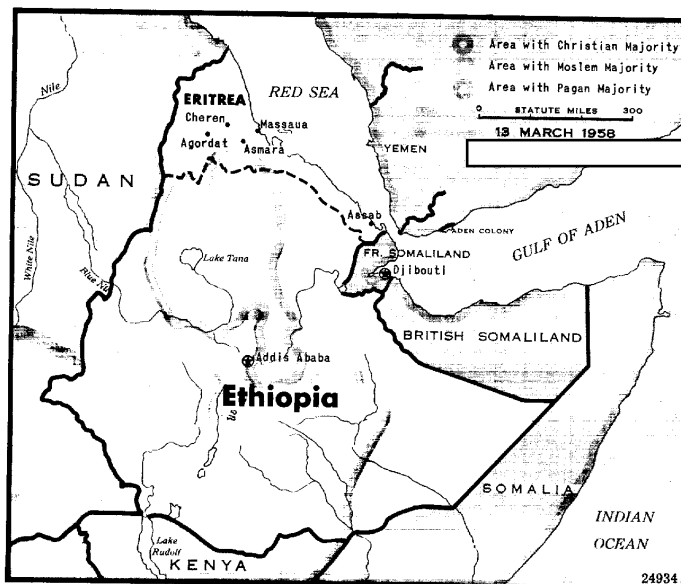 Area with Christian Majority
Area with Moslem Majority
Area with Pagan Majority
0 STATUTE MILES 300
13 MARCH 1958
Nile
RED SEA
ERITREA
Cheren
Massaua
Agordat
Asmara
YEMEN
SUDAN
Assab
ADEN COLONY
GULF OF ADEN
White Nile
Blue Nile
Lake Tana
FR. SOMALILAND
Djibouti
BRITISH SOMALILAND
Addis Ababa
Ethiopia
SOMALIA
INDIAN
OCEAN
Lake
Rudolf
KENYA
24934